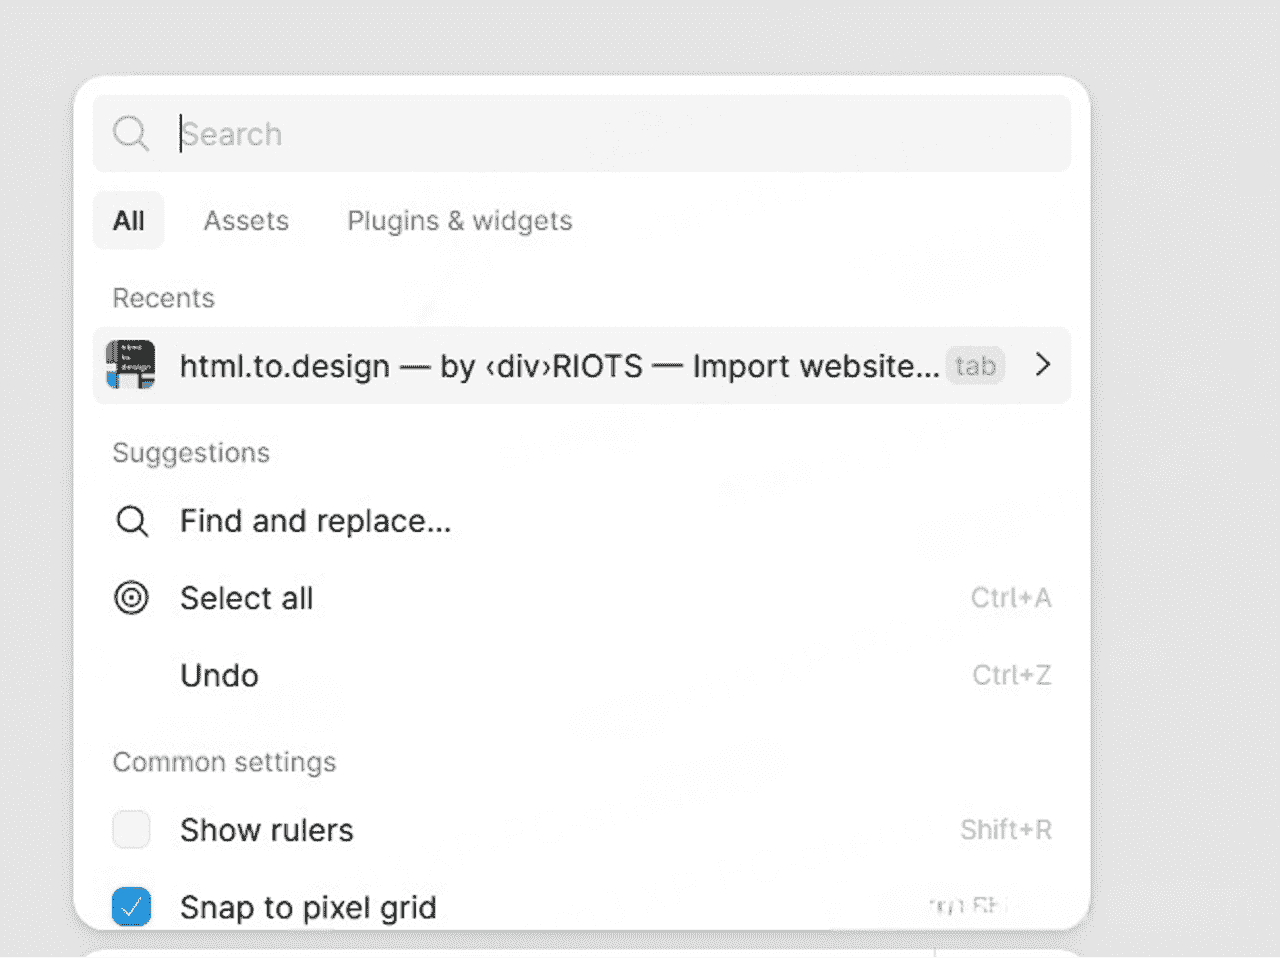 Search
All Assets Plugins & widgets
Recents
html.to.design — by ‹div›RIOTS — Import website... tab
Suggestions
Find and replace...
Select all Ctrl+A
Undo Ctrl+Z
Common settings
Show rulers Shift+R
Snap to pixel grid